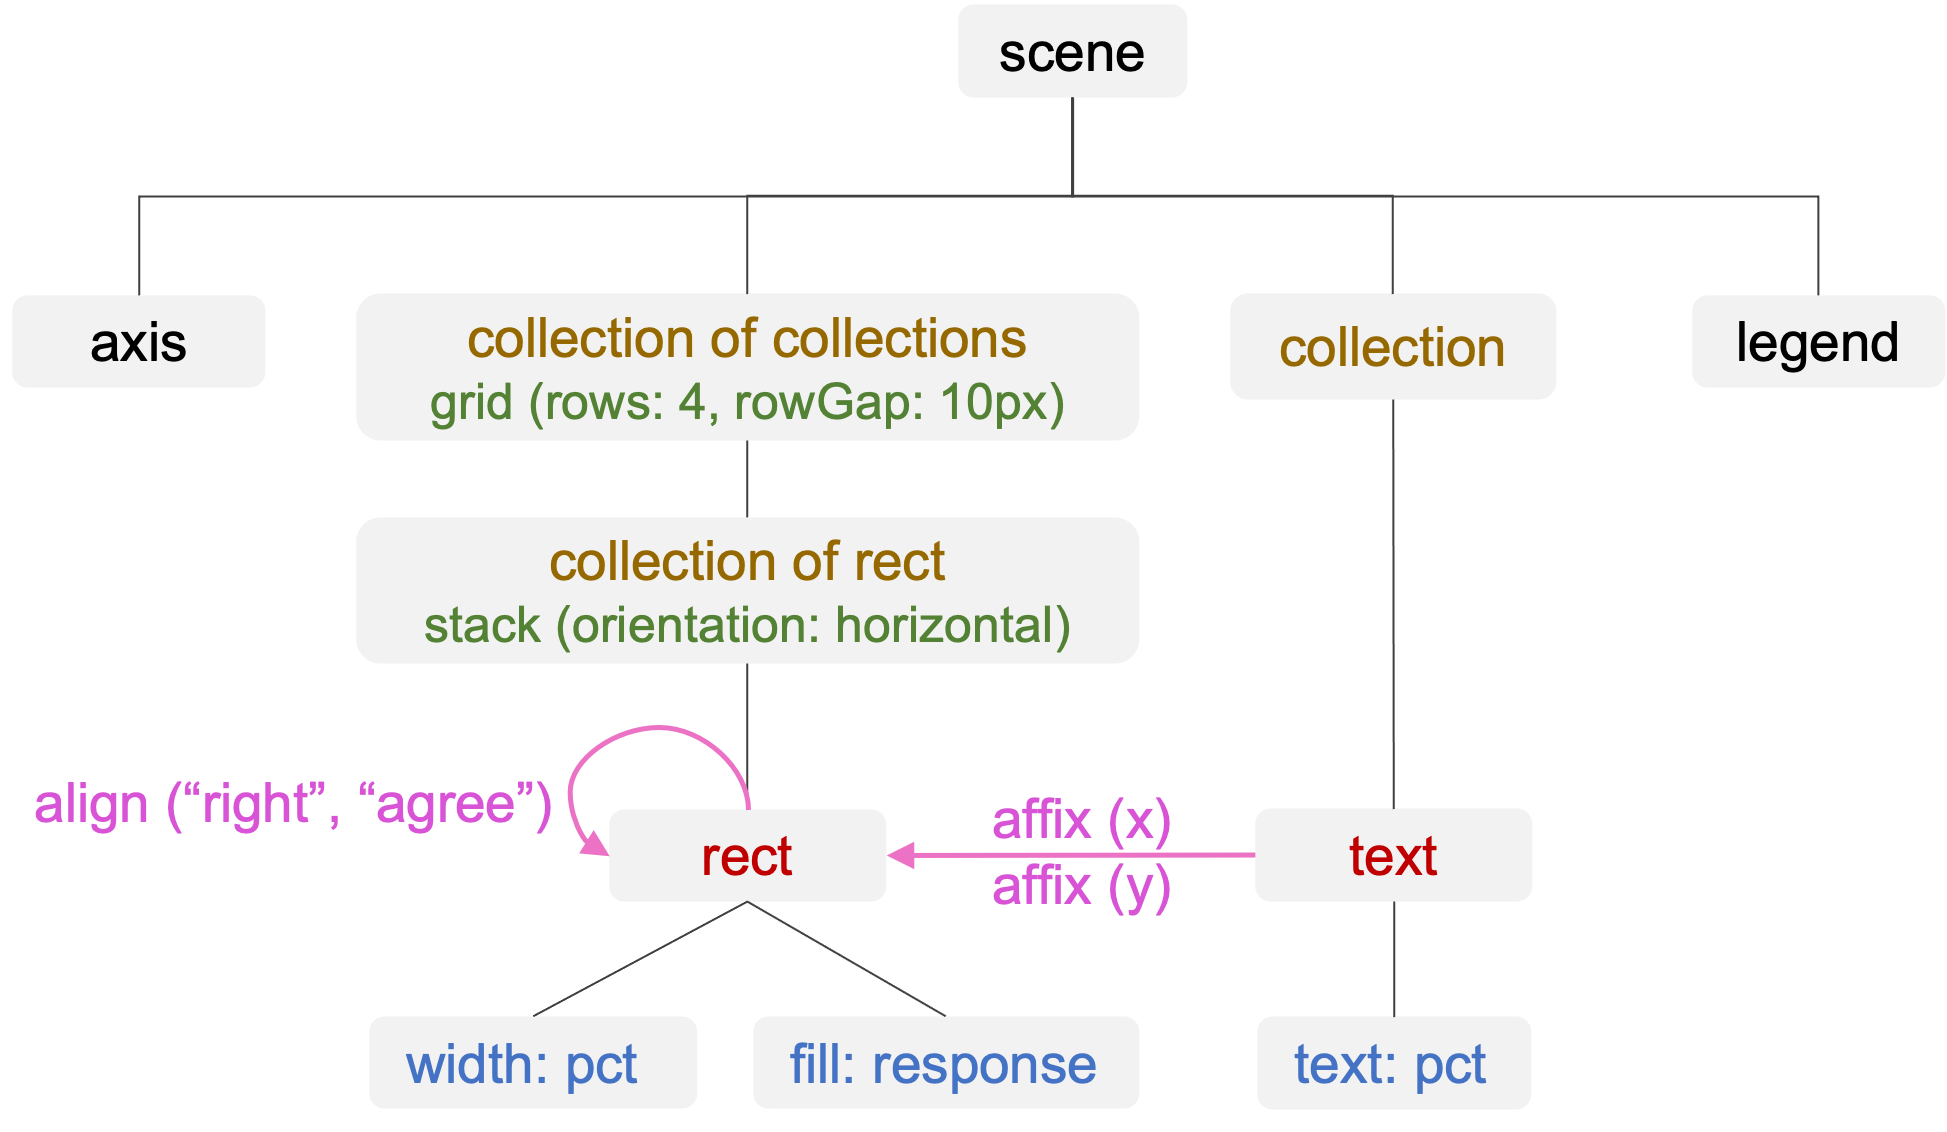 scene
axis
collection of collections
grid (rows: 4, rowGap: 10px)
collection
legend
collection of rect
stack (orientation: horizontal)
align (“right”, “agree”)
rect
affix (x)
affix (y)
text
width: pct
fill: response
text: pct